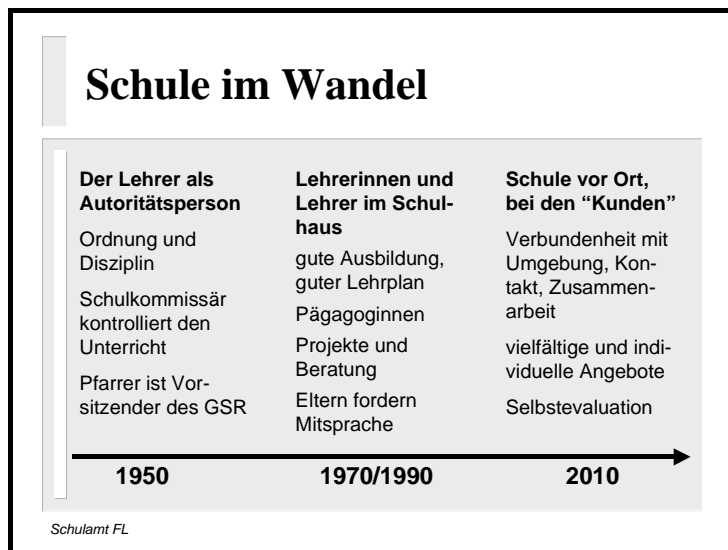 Schule im Wandel
Der Lehrer als
Autoritätsperson
Ordnung und
Disziplin
Schulkommissär
kontrolliert den
Unterricht
Pfarrer ist Vor-
sitzender des GSR
Lehrerinnen und
Lehrer im Schul-
haus
gute Ausbildung,
guter Lehrplan
Pägagoginnen
Projekte und
Beratung
Eltern fordern
Mitsprache
Schule vor Ort,
bei den “Kunden”
Verbundenheit mit
Umgebung, Kon-
takt, Zusammen-
arbeit
vielfältige und indi-
viduelle Angebote
Selbstevaluation
1950
1970/1990
2010
Schulamt FL